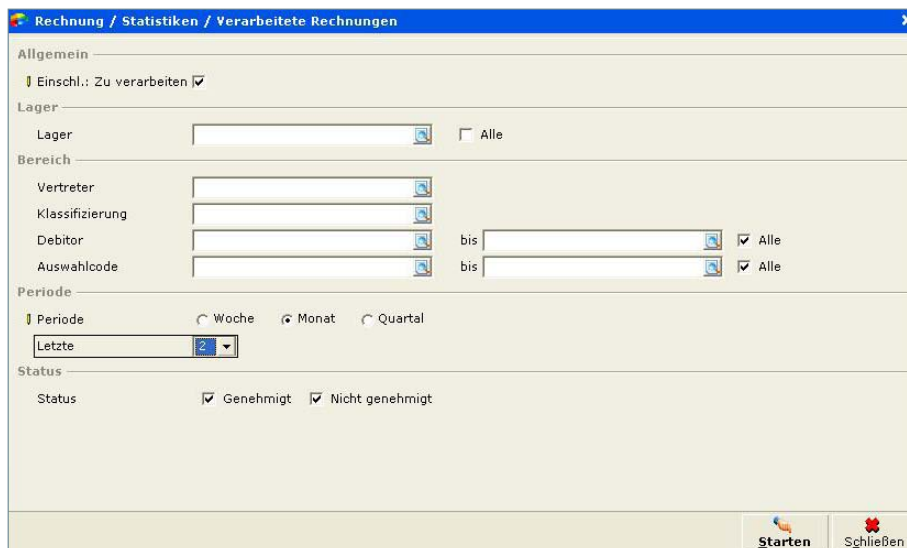 Rechnung / Statistiken / Verarbeitete Rechnungen
Allgemein
Einschl.: Zu verarbeiten
Lager
Lager Alle
Bereich
Vertreter
Klassifizierung
Debitor bis Alle
Auswahlcode bis Alle
Periode
Periode Woche Monat Quartal
Letzte 2
Status
Status Genehmigt Nicht genehmigt
Starten Schließen